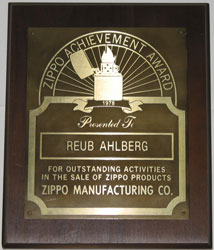 ZIPPO ACHIEVEMENT AWARD
1978
Presented To
REUB AHLBERG
FOR OUTSTANDING ACTIVITIES
IN THE SALE OF ZIPPO PRODUCTS
ZIPPO MANUFACTURING CO.